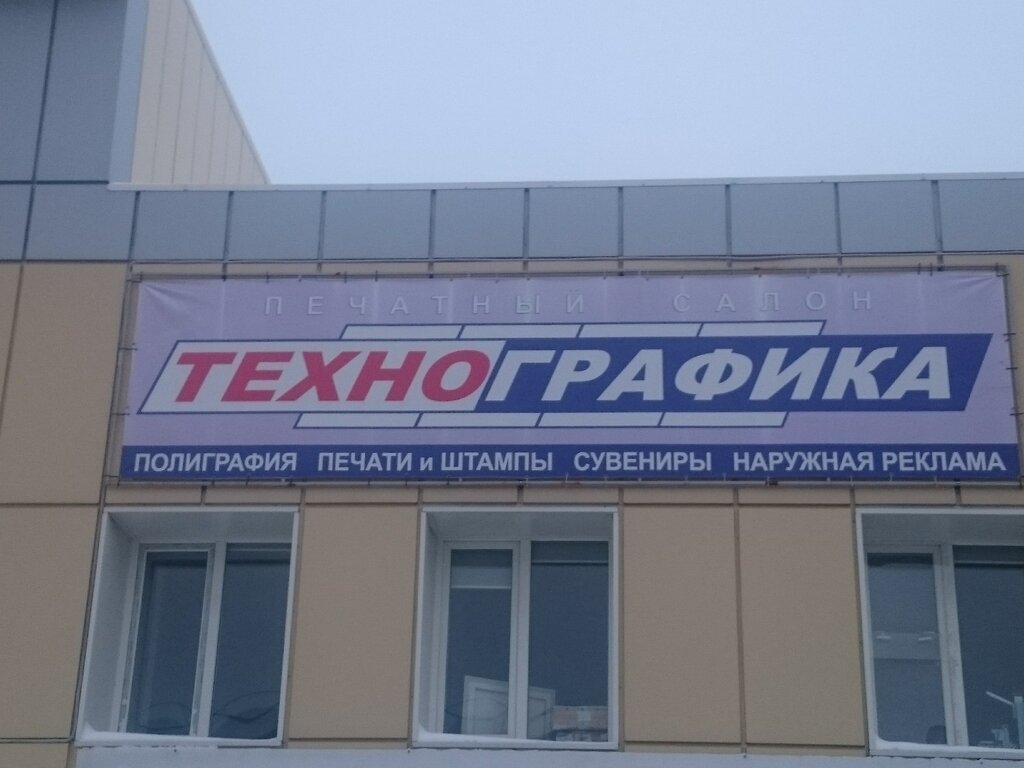 ПЕЧАТНЫЙ САЛОН
ТЕХНОГРАФИКА
ПОЛИГРАФИЯ ПЕЧАТИ и ШТАМПЫ СУВЕНИРЫ НАРУЖНАЯ РЕКЛАМА